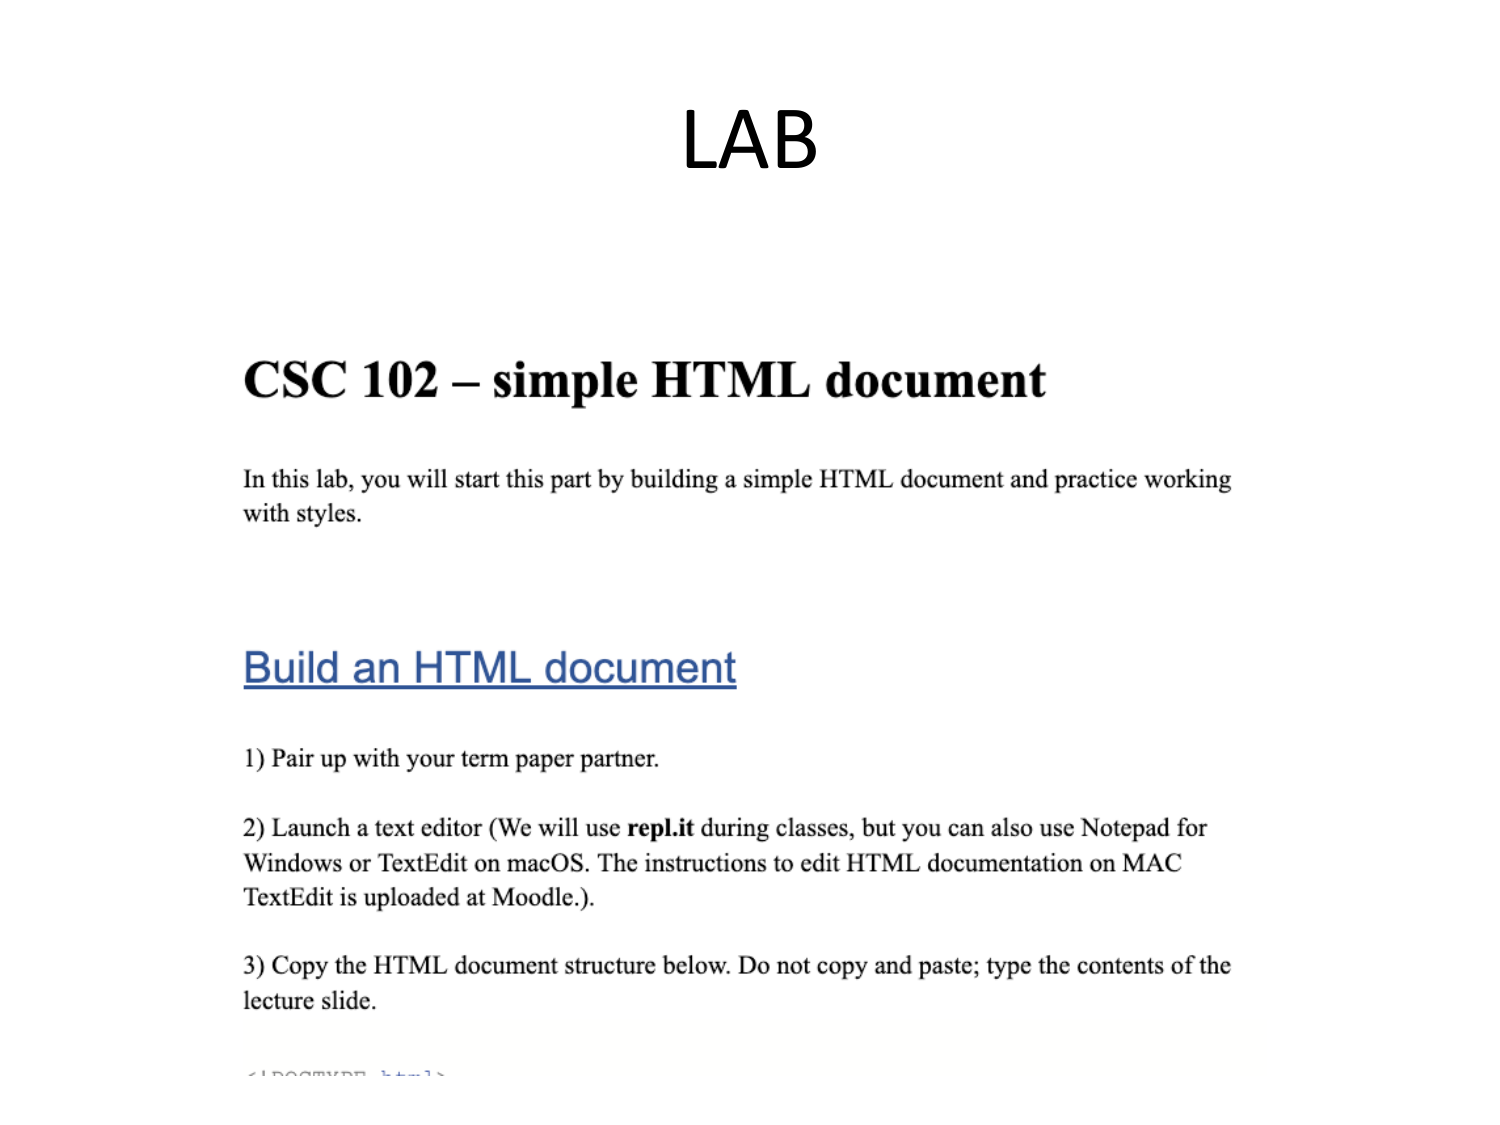 LAB
CSC 102 – simple HTML document
In this lab, you will start this part by building a simple HTML document and practice working
with styles.
Build an HTML document
1) Pair up with your term paper partner.
2) Launch a text editor (We will use repl.it during classes, but you can also use Notepad for
Windows or TextEdit on macOS. The instructions to edit HTML documentation on MAC
TextEdit is uploaded at Moodle.).
3) Copy the HTML document structure below. Do not copy and paste; type the contents of the
lecture slide.
<!DOCTYPE html>